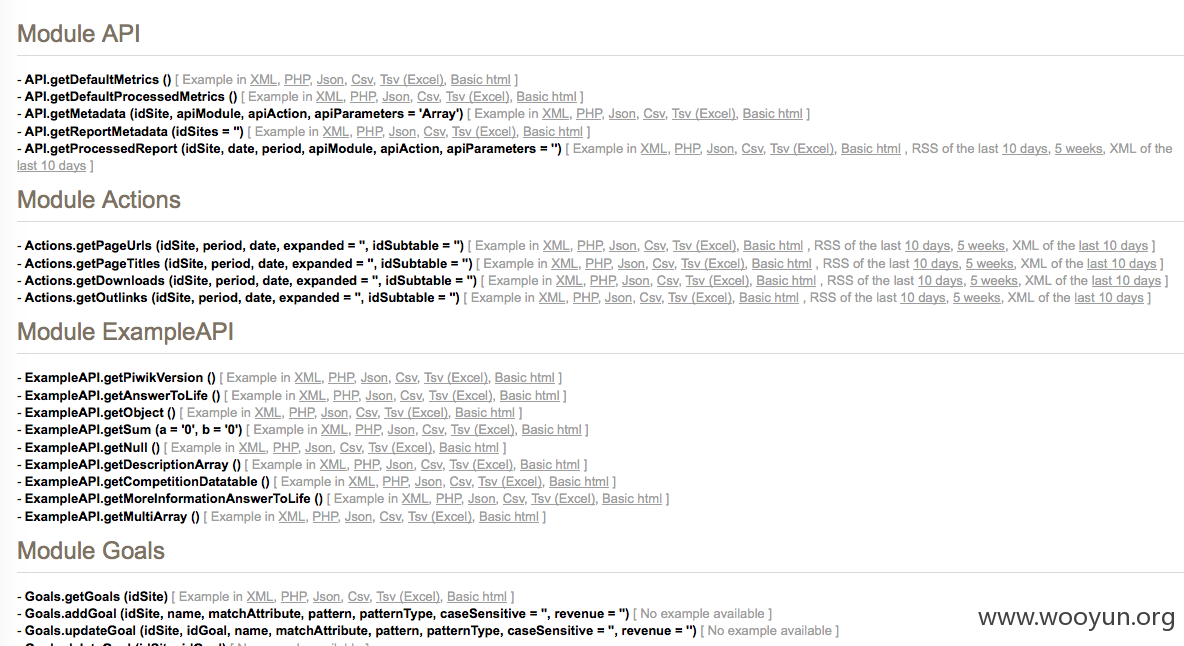 Module API
- API.getDefaultMetrics () [ Example in XML, PHP, Json, Csv, Tsv (Excel), Basic html ]
- API.getDefaultProcessedMetrics () [ Example in XML, PHP, Json, Csv, Tsv (Excel), Basic html ]
- API.getMetadata (idSite, apiModule, apiAction, apiParameters = 'Array') [ Example in XML, PHP, Json, Csv, Tsv (Excel), Basic html ]
- API.getReportMetadata (idSites = '') [ Example in XML, PHP, Json, Csv, Tsv (Excel), Basic html ]
- API.getProcessedReport (idSite, date, period, apiModule, apiAction, apiParameters = '') [ Example in XML, PHP, Json, Csv, Tsv (Excel), Basic html , RSS of the last 10 days, 5 weeks, XML of the
last 10 days ]
Module Actions
- Actions.getPageUrls (idSite, period, date, expanded = '', idSubtable = '') [ Example in XML, PHP, Json, Csv, Tsv (Excel), Basic html , RSS of the last 10 days, 5 weeks, XML of the last 10 days ]
- Actions.getPageTitles (idSite, period, date, expanded = '', idSubtable = '') [ Example in XML, PHP, Json, Csv, Tsv (Excel), Basic html , RSS of the last 10 days, 5 weeks, XML of the last 10 days ]
- Actions.getDownloads (idSite, period, date, expanded = '', idSubtable = '') [ Example in XML, PHP, Json, Csv, Tsv (Excel), Basic html , RSS of the last 10 days, 5 weeks, XML of the last 10 days ]
- Actions.getOutlinks (idSite, period, date, expanded = '', idSubtable = '') [ Example in XML, PHP, Json, Csv, Tsv (Excel), Basic html , RSS of the last 10 days, 5 weeks, XML of the last 10 days ]
Module ExampleAPI
- ExampleAPI.getPiwikVersion () [ Example in XML, PHP, Json, Csv, Tsv (Excel), Basic html ]
- ExampleAPI.getAnswerToLife () [ Example in XML, PHP, Json, Csv, Tsv (Excel), Basic html ]
- ExampleAPI.getObject () [ Example in XML, PHP, Json, Csv, Tsv (Excel), Basic html ]
- ExampleAPI.getSum (a = '0', b = '0') [ Example in XML, PHP, Json, Csv, Tsv (Excel), Basic html ]
- ExampleAPI.getNull () [ Example in XML, PHP, Json, Csv, Tsv (Excel), Basic html ]
- ExampleAPI.getDescriptionArray () [ Example in XML, PHP, Json, Csv, Tsv (Excel), Basic html ]
- ExampleAPI.getCompetitionDatatable () [ Example in XML, PHP, Json, Csv, Tsv (Excel), Basic html ]
- ExampleAPI.getMoreInformationAnswerToLife () [ Example in XML, PHP, Json, Csv, Tsv (Excel), Basic html ]
- ExampleAPI.getMultiArray () [ Example in XML, PHP, Json, Csv, Tsv (Excel), Basic html ]
Module Goals
- Goals.getGoals (idSite) [ Example in XML, PHP, Json, Csv, Tsv (Excel), Basic html ]
- Goals.addGoal (idSite, name, matchAttribute, pattern, patternType, caseSensitive = '', revenue = '') [ No example available ]
- Goals.updateGoal (idSite, idGoal, name, matchAttribute, pattern, patternType, caseSensitive = '', revenue = '') [ No example available ]
www.wooyun.org